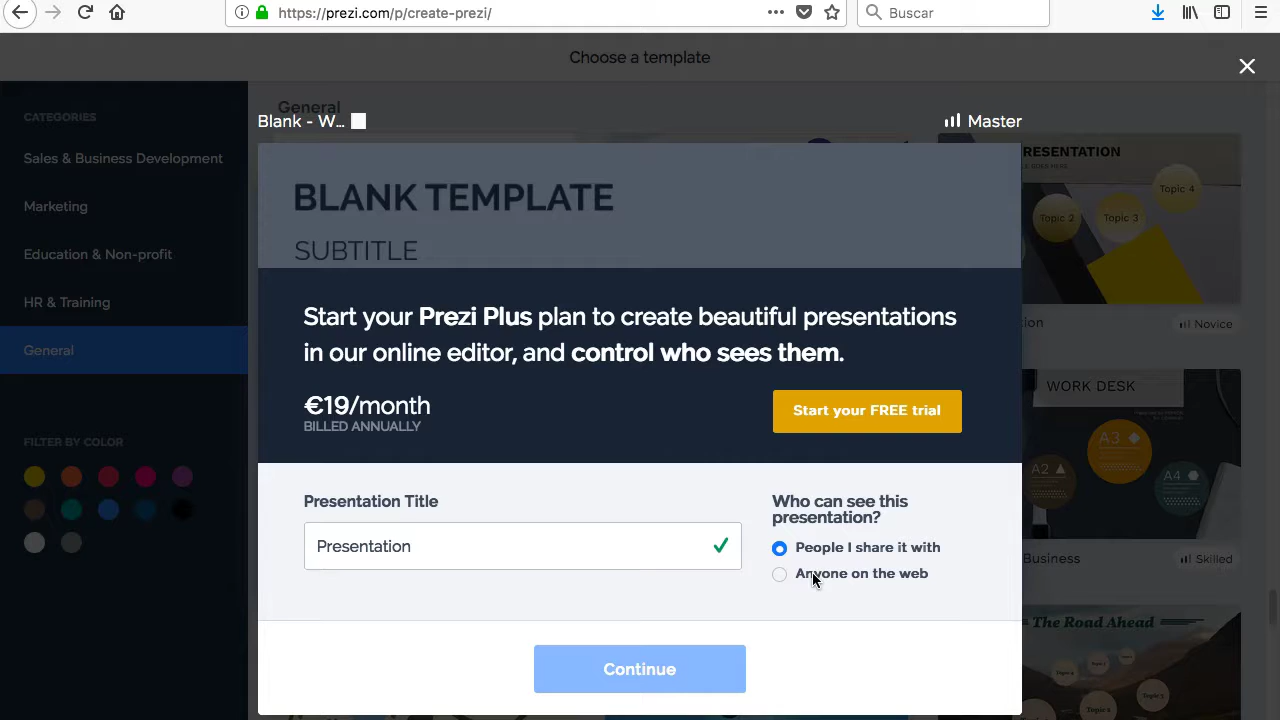 https://prezi.com/p/create-prezi/
Buscar
Choose a template
CATEGORIES
Sales & Business Development
Marketing
Education & Non-profit
HR & Training
General
FILTER BY COLOR
General
Blank - W...
Master
BLANK TEMPLATE
SUBTITLE
Start your Prezi Plus plan to create beautiful presentations
in our online editor, and control who sees them.
€19/month
BILLED ANNUALLY
Start your FREE trial
Presentation Title
Presentation
Who can see this
presentation?
People I share it with
Anyone on the web
Continue
RESENTATION
Topic 4
Topic 2
Topic 3
Novice
WORK DESK
A3
A2
A4
Business
Skilled
The Road Ahead